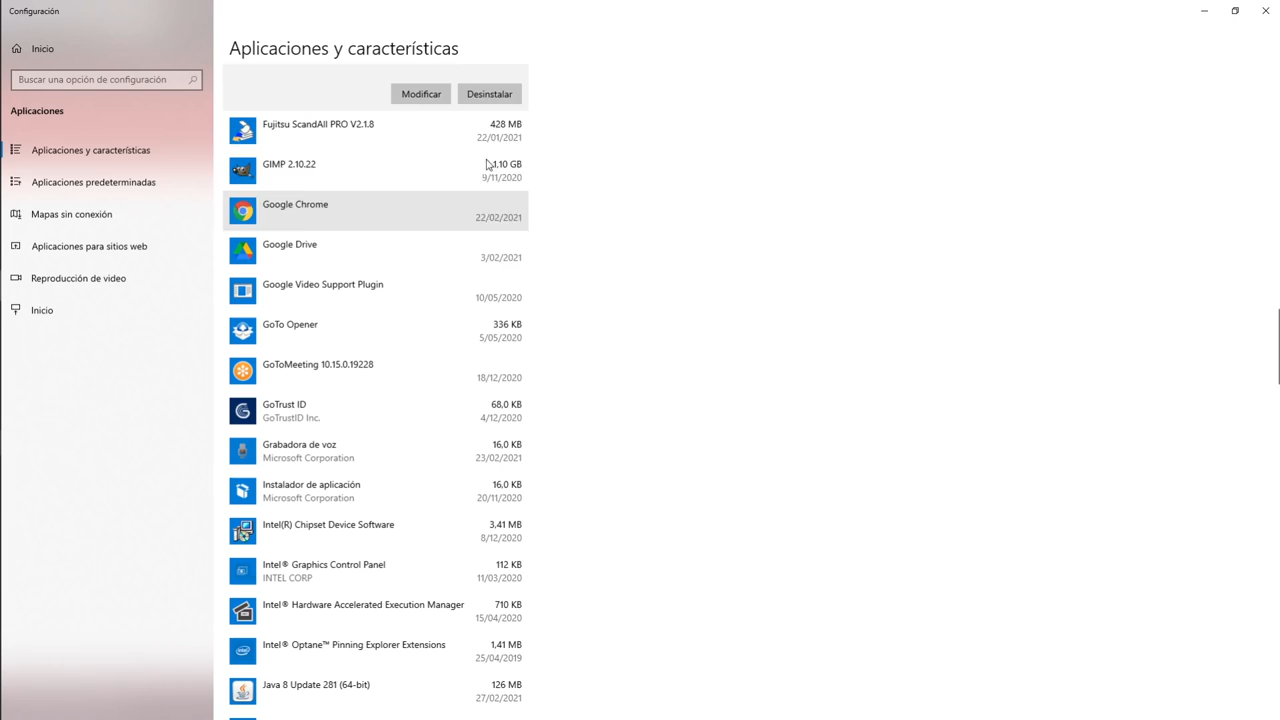 Configuración
Inicio
Buscar una opción de configuración
Aplicaciones
Aplicaciones y características
Aplicaciones predeterminadas
Mapas sin conexión
Aplicaciones para sitios web
Reproducción de video
Inicio
Aplicaciones y características
Modificar Desinstalar
Fujitsu ScandAll PRO V2.1.8 428 MB
22/01/2021
GIMP 2.10.22 1,10 GB
9/11/2020
Google Chrome
22/02/2021
Google Drive
3/02/2021
Google Video Support Plugin
10/05/2020
GoTo Opener 336 KB
5/05/2020
GoToMeeting 10.15.0.19228
18/12/2020
GoTrust ID 68,0 KB
GoTrustID Inc. 4/12/2020
Grabadora de voz 16,0 KB
Microsoft Corporation 23/02/2021
Instalador de aplicación 16,0 KB
Microsoft Corporation 20/11/2020
Intel(R) Chipset Device Software 3,41 MB
8/12/2020
Intel® Graphics Control Panel 112 KB
INTEL CORP 11/03/2020
Intel® Hardware Accelerated Execution Manager 710 KB
15/04/2020
Intel® Optane™ Pinning Explorer Extensions 1,41 MB
25/04/2019
Java 8 Update 281 (64-bit) 126 MB
27/02/2021